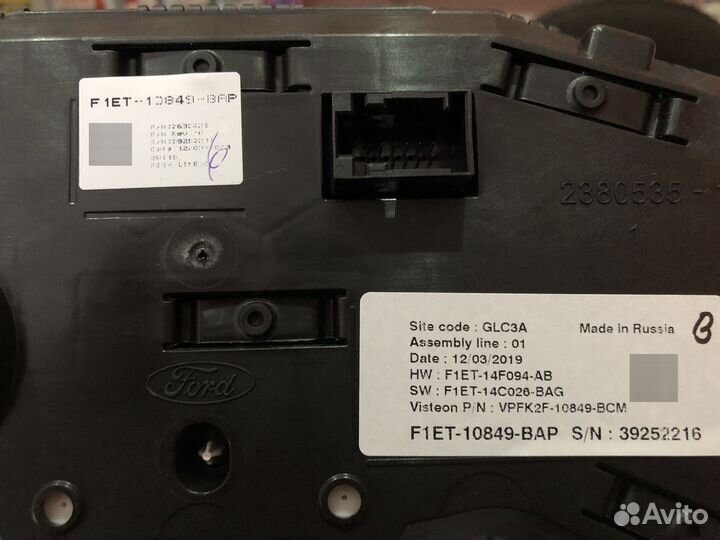 F1ET-10849-BAP
2380535
1
Site code : GLC3A Made in Russia B
Assembly line : 01
Date : 12/03/2019
HW : F1ET-14F094-AB
SW : F1ET-14C026-BAG
Visteon P/N : VPFK2F-10849-BCM
F1ET-10849-BAP S/N : 39252216
Ford
Avito